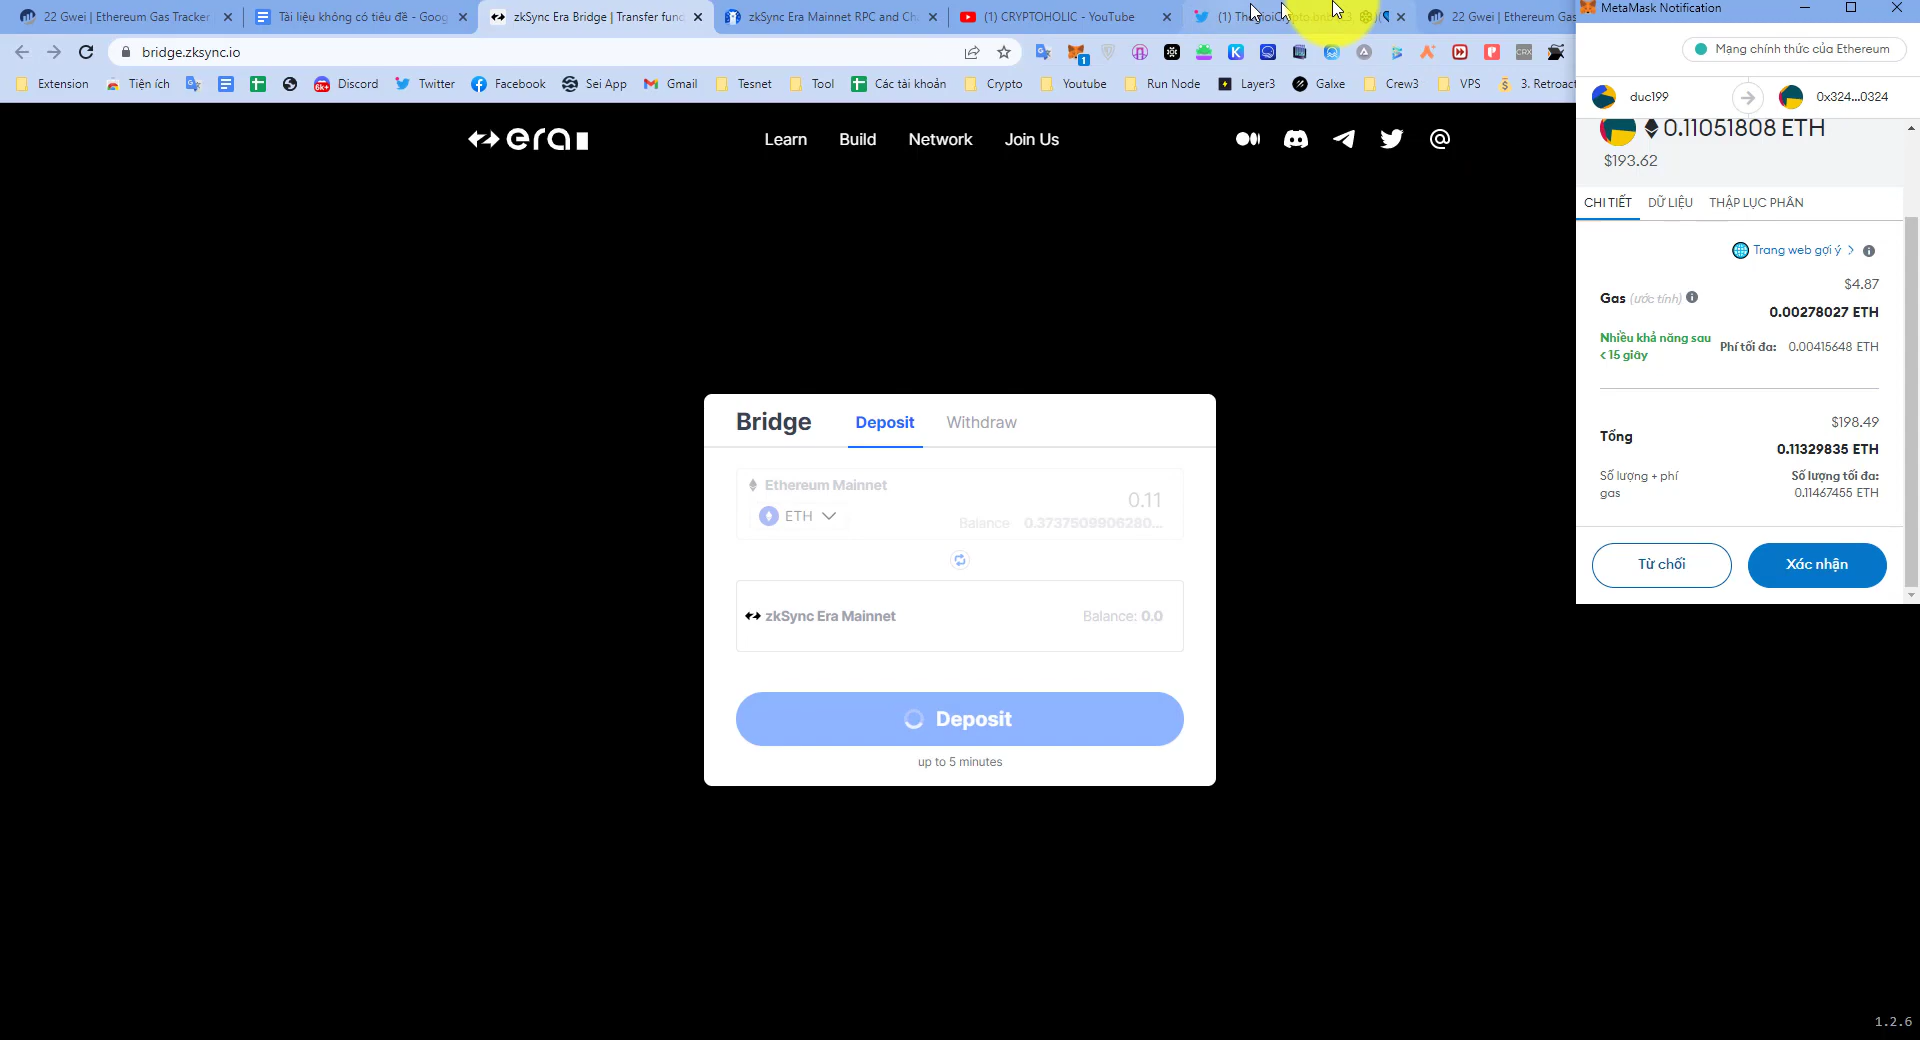 22 Gwei | Ethereum Gas Tracker
Tài liệu không có tiêu đề - Goog
zkSync Era Bridge | Transfer func
zkSync Era Mainnet RPC and Ch
(1) CRYPTOHOLIC - YouTube
22 Gwei | Ethereum Gas
MetaMask Notification
bridge.zksync.io
1
Mạng chính thức của Ethereum
Extension
Tiện ích
6k+
Discord
Twitter
Facebook
Sei App
Gmail
Tesnet
Tool
Các tài khoản
Crypto
Youtube
Run Node
Layer3
Galxe
Crew3
VPS
3. Retroact
duc199
0x324...0324
era
Learn
Build
Network
Join Us
0.11051808 ETH
$193.62
CHI TIẾT
DỮ LIỆU
THẬP LỤC PHÂN
Trang web gợi ý >
$4.87
Gas (ước tính)
0.00278027 ETH
Nhiều khả năng sau
< 15 giây
Phí tối đa: 0.00415648 ETH
$198.49
Tổng
0.11329835 ETH
Số lượng + phí
gas
Số lượng tối đa:
0.11467455 ETH
Từ chối
Xác nhận
Bridge
Deposit
Withdraw
Ethereum Mainnet
0.11
ETH
Balance: 0.3737509906280...
zkSync Era Mainnet
Balance: 0.0
Deposit
up to 5 minutes
1.2.6